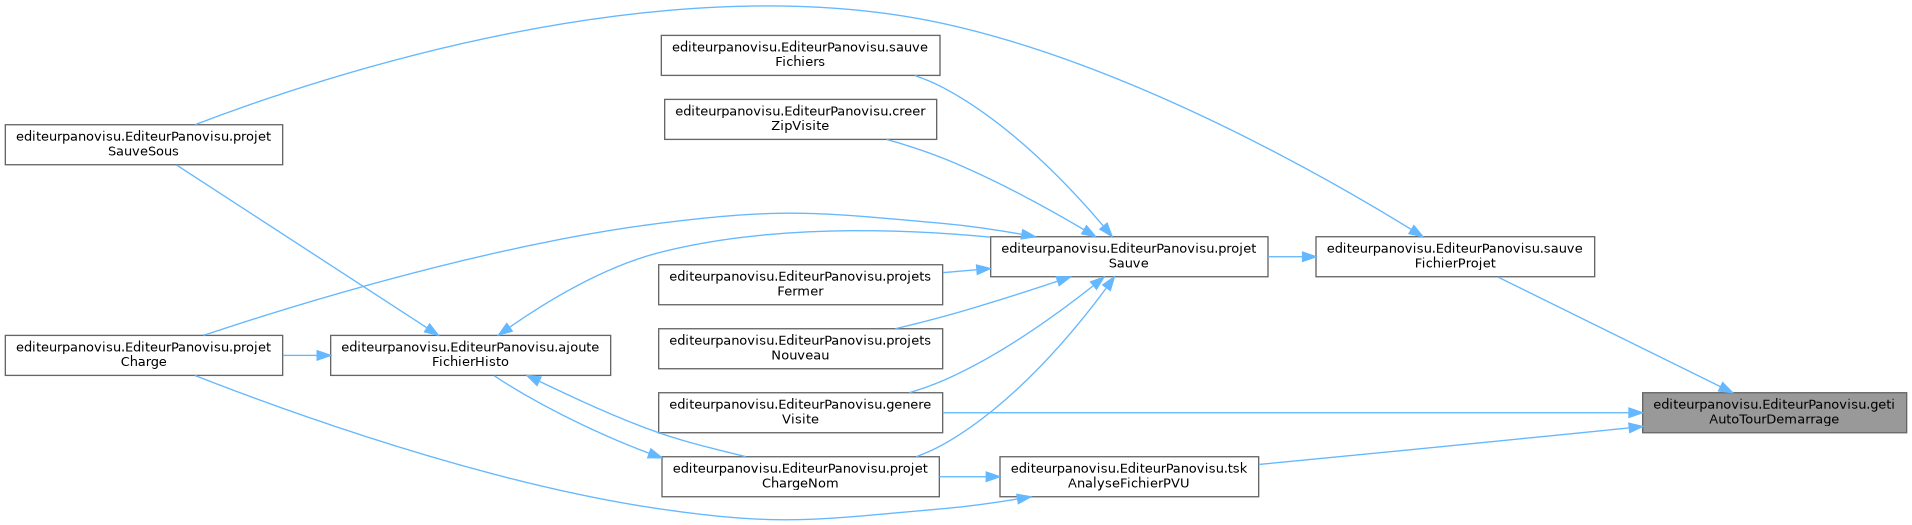 editeurpanovisu.EditeurPanovisu.projet
SauveSous
editeurpanovisu.EditeurPanovisu.projet
Charge
editeurpanovisu.EditeurPanovisu.ajoute
FichierHisto
editeurpanovisu.EditeurPanovisu.sauve
Fichiers
editeurpanovisu.EditeurPanovisu.creer
ZipVisite
editeurpanovisu.EditeurPanovisu.projets
Fermer
editeurpanovisu.EditeurPanovisu.projets
Nouveau
editeurpanovisu.EditeurPanovisu.genere
Visite
editeurpanovisu.EditeurPanovisu.projet
ChargeNom
editeurpanovisu.EditeurPanovisu.projet
Sauve
editeurpanovisu.EditeurPanovisu.tsk
AnalyseFichierPVU
editeurpanovisu.EditeurPanovisu.sauve
FichierProjet
editeurpanovisu.EditeurPanovisu.geti
AutoTourDemarrage